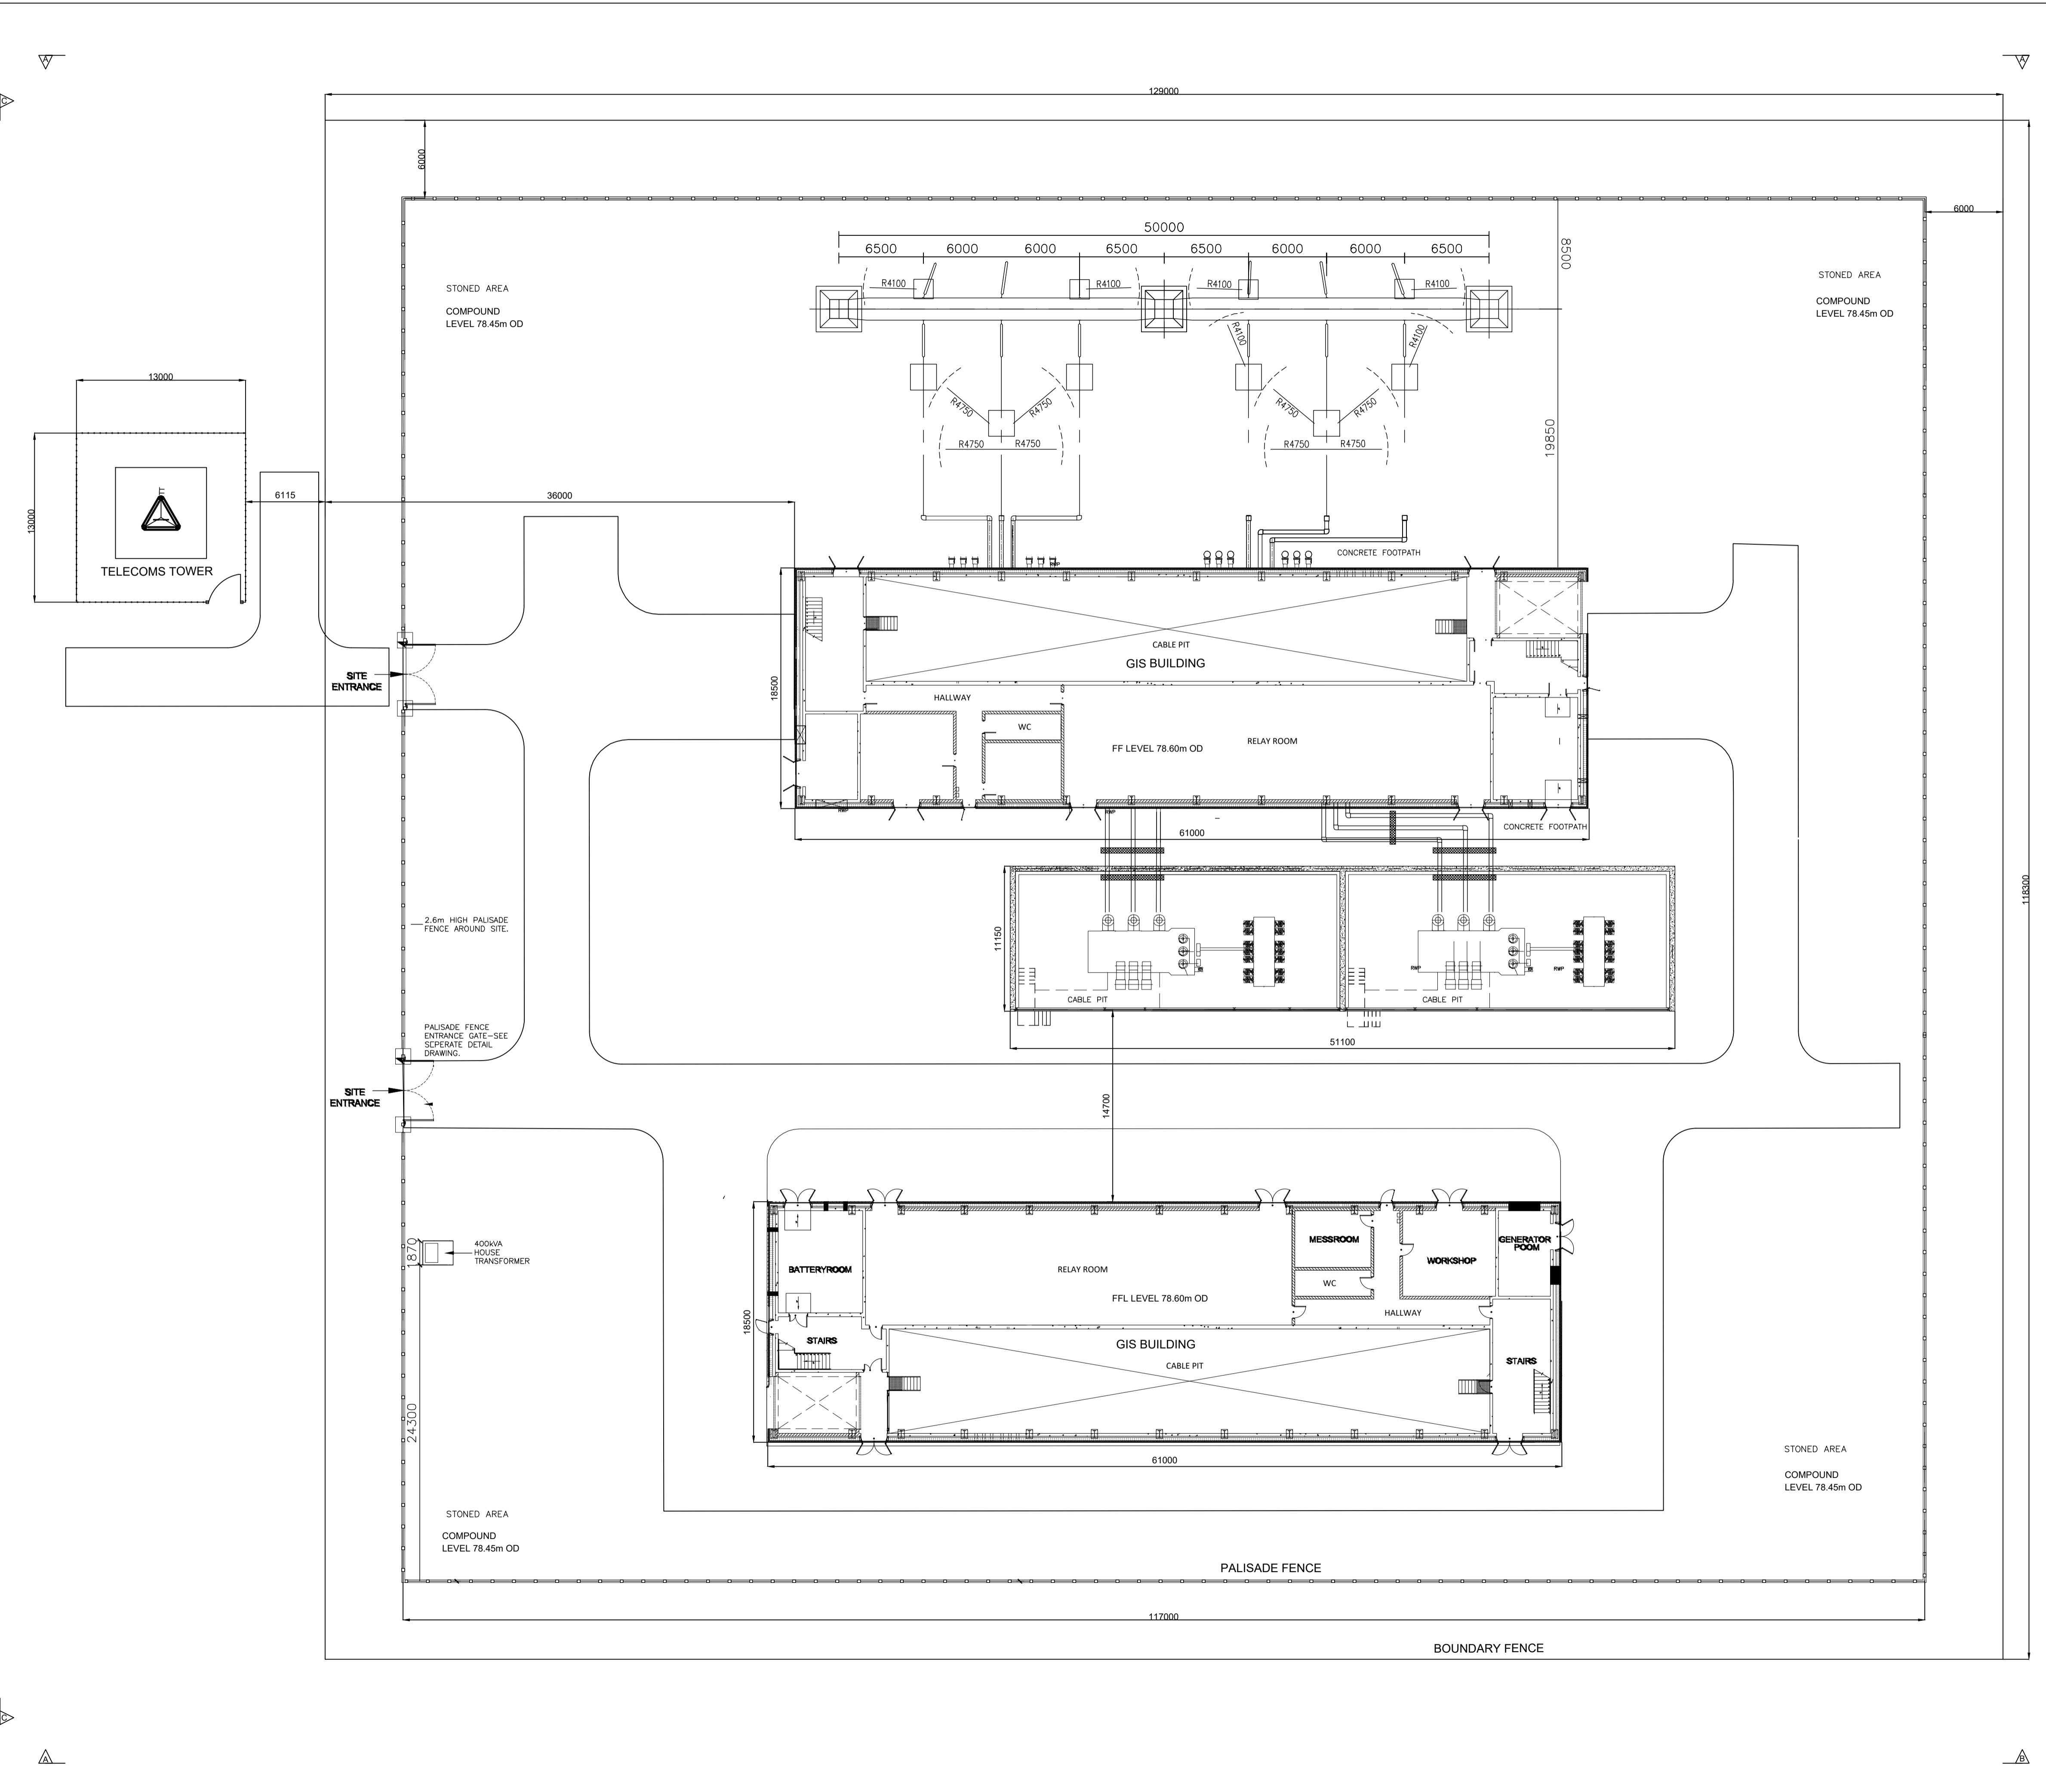 A
A
C
129000
6000
6000
50000
6500 6000 6000 6500 6500 6000 6000 6500
8500
R4100 R4100 R4100 R4100
STONED AREA
COMPOUND
LEVEL 78.45m OD
STONED AREA
COMPOUND
LEVEL 78.45m OD
R4100 R4100
13000
R4750 R4750 R4750 R4750
R4750 R4750 R4750 R4750
19850
13000
6115
36000
TELECOMS TOWER
CONCRETE FOOTPATH
RWP
CABLE PIT
GIS BUILDING
SITE
ENTRANCE
18500
HALLWAY
WC
RELAY ROOM
FF LEVEL 78.60m OD
RWP
RWP
CONCRETE FOOTPATH
61000
118300
2.6m HIGH PALISADE
FENCE AROUND SITE.
11150
RWP
RWP
CABLE PIT
CABLE PIT
PALISADE FENCE
ENTRANCE GATE-SEE
SEPERATE DETAIL
DRAWING.
51100
SITE
ENTRANCE
14700
1870
400kVA
HOUSE
TRANSFORMER
MESSROOM
GENERATOR
POOM
WORKSHOP
BATTERYROOM
RELAY ROOM
WC
FFL LEVEL 78.60m OD
HALLWAY
18500
STAIRS
GIS BUILDING
CABLE PIT
STAIRS
24300
61000
STONED AREA
COMPOUND
LEVEL 78.45m OD
STONED AREA
COMPOUND
LEVEL 78.45m OD
PALISADE FENCE
117000
BOUNDARY FENCE
C
A
B